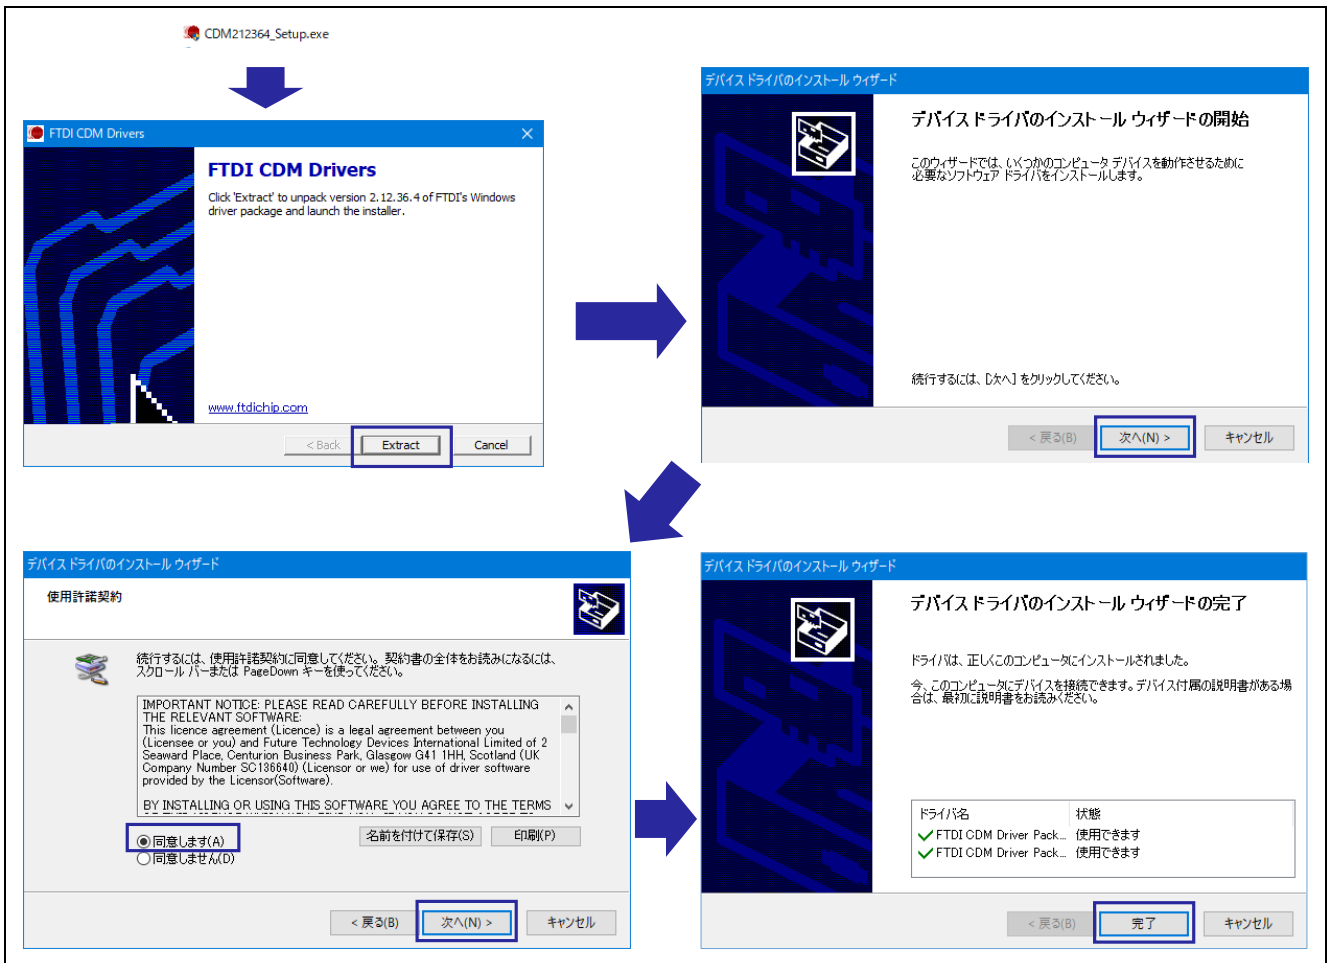 CDM212364_Setup.exe
FTDI CDM Drivers
FTDI CDM Drivers
Click 'Extract' to unpack version 2.12.36.4 of FTDI's Windows
driver package and launch the installer.
www.ftdichip.com
< Back
Extract
Cancel
デバイス ドライバのインストール ウィザード
デバイス ドライバのインストール ウィザードの開始
このウィザードでは、いくつかのコンピュータ デバイスを動作させるために
必要なソフトウェア ドライバをインストールします。
続行するには、[次へ] をクリックしてください。
< 戻る(B)
次へ(N) >
キャンセル
デバイス ドライバのインストール ウィザード
使用許諾契約
続行するには、使用許諾契約に同意してください。契約書の全体をお読みになるには、
スクロール バーまたは PageDown キーを使ってください。
IMPORTANT NOTICE: PLEASE READ CAREFULLY BEFORE INSTALLING
THE RELEVANT SOFTWARE:
This licence agreement (Licence) is a legal agreement between you
(Licensee or you) and Future Technology Devices International Limited of 2
Seaward Place, Centurion Business Park, Glasgow G41 1HH, Scotland (UK
Company Number SC136640) (Licensor or we) for use of driver software
provided by the Licensor(Software).
BY INSTALLING OR USING THIS SOFTWARE YOU AGREE TO THE TERMS
同意します(A)
名前を付けて保存(S)
印刷(P)
同意しません(D)
< 戻る(B)
次へ(N) >
キャンセル
デバイス ドライバのインストール ウィザード
デバイス ドライバのインストール ウィザードの完了
ドライバは、正しくこのコンピュータにインストールされました。
今、このコンピュータにデバイスを接続できます。デバイス付属の説明書がある場
合は、最初に説明書をお読みください。
ドライバ名 状態
FTDI CDM Driver Pack... 使用できます
FTDI CDM Driver Pack... 使用できます
< 戻る(B)
完了
キャンセル